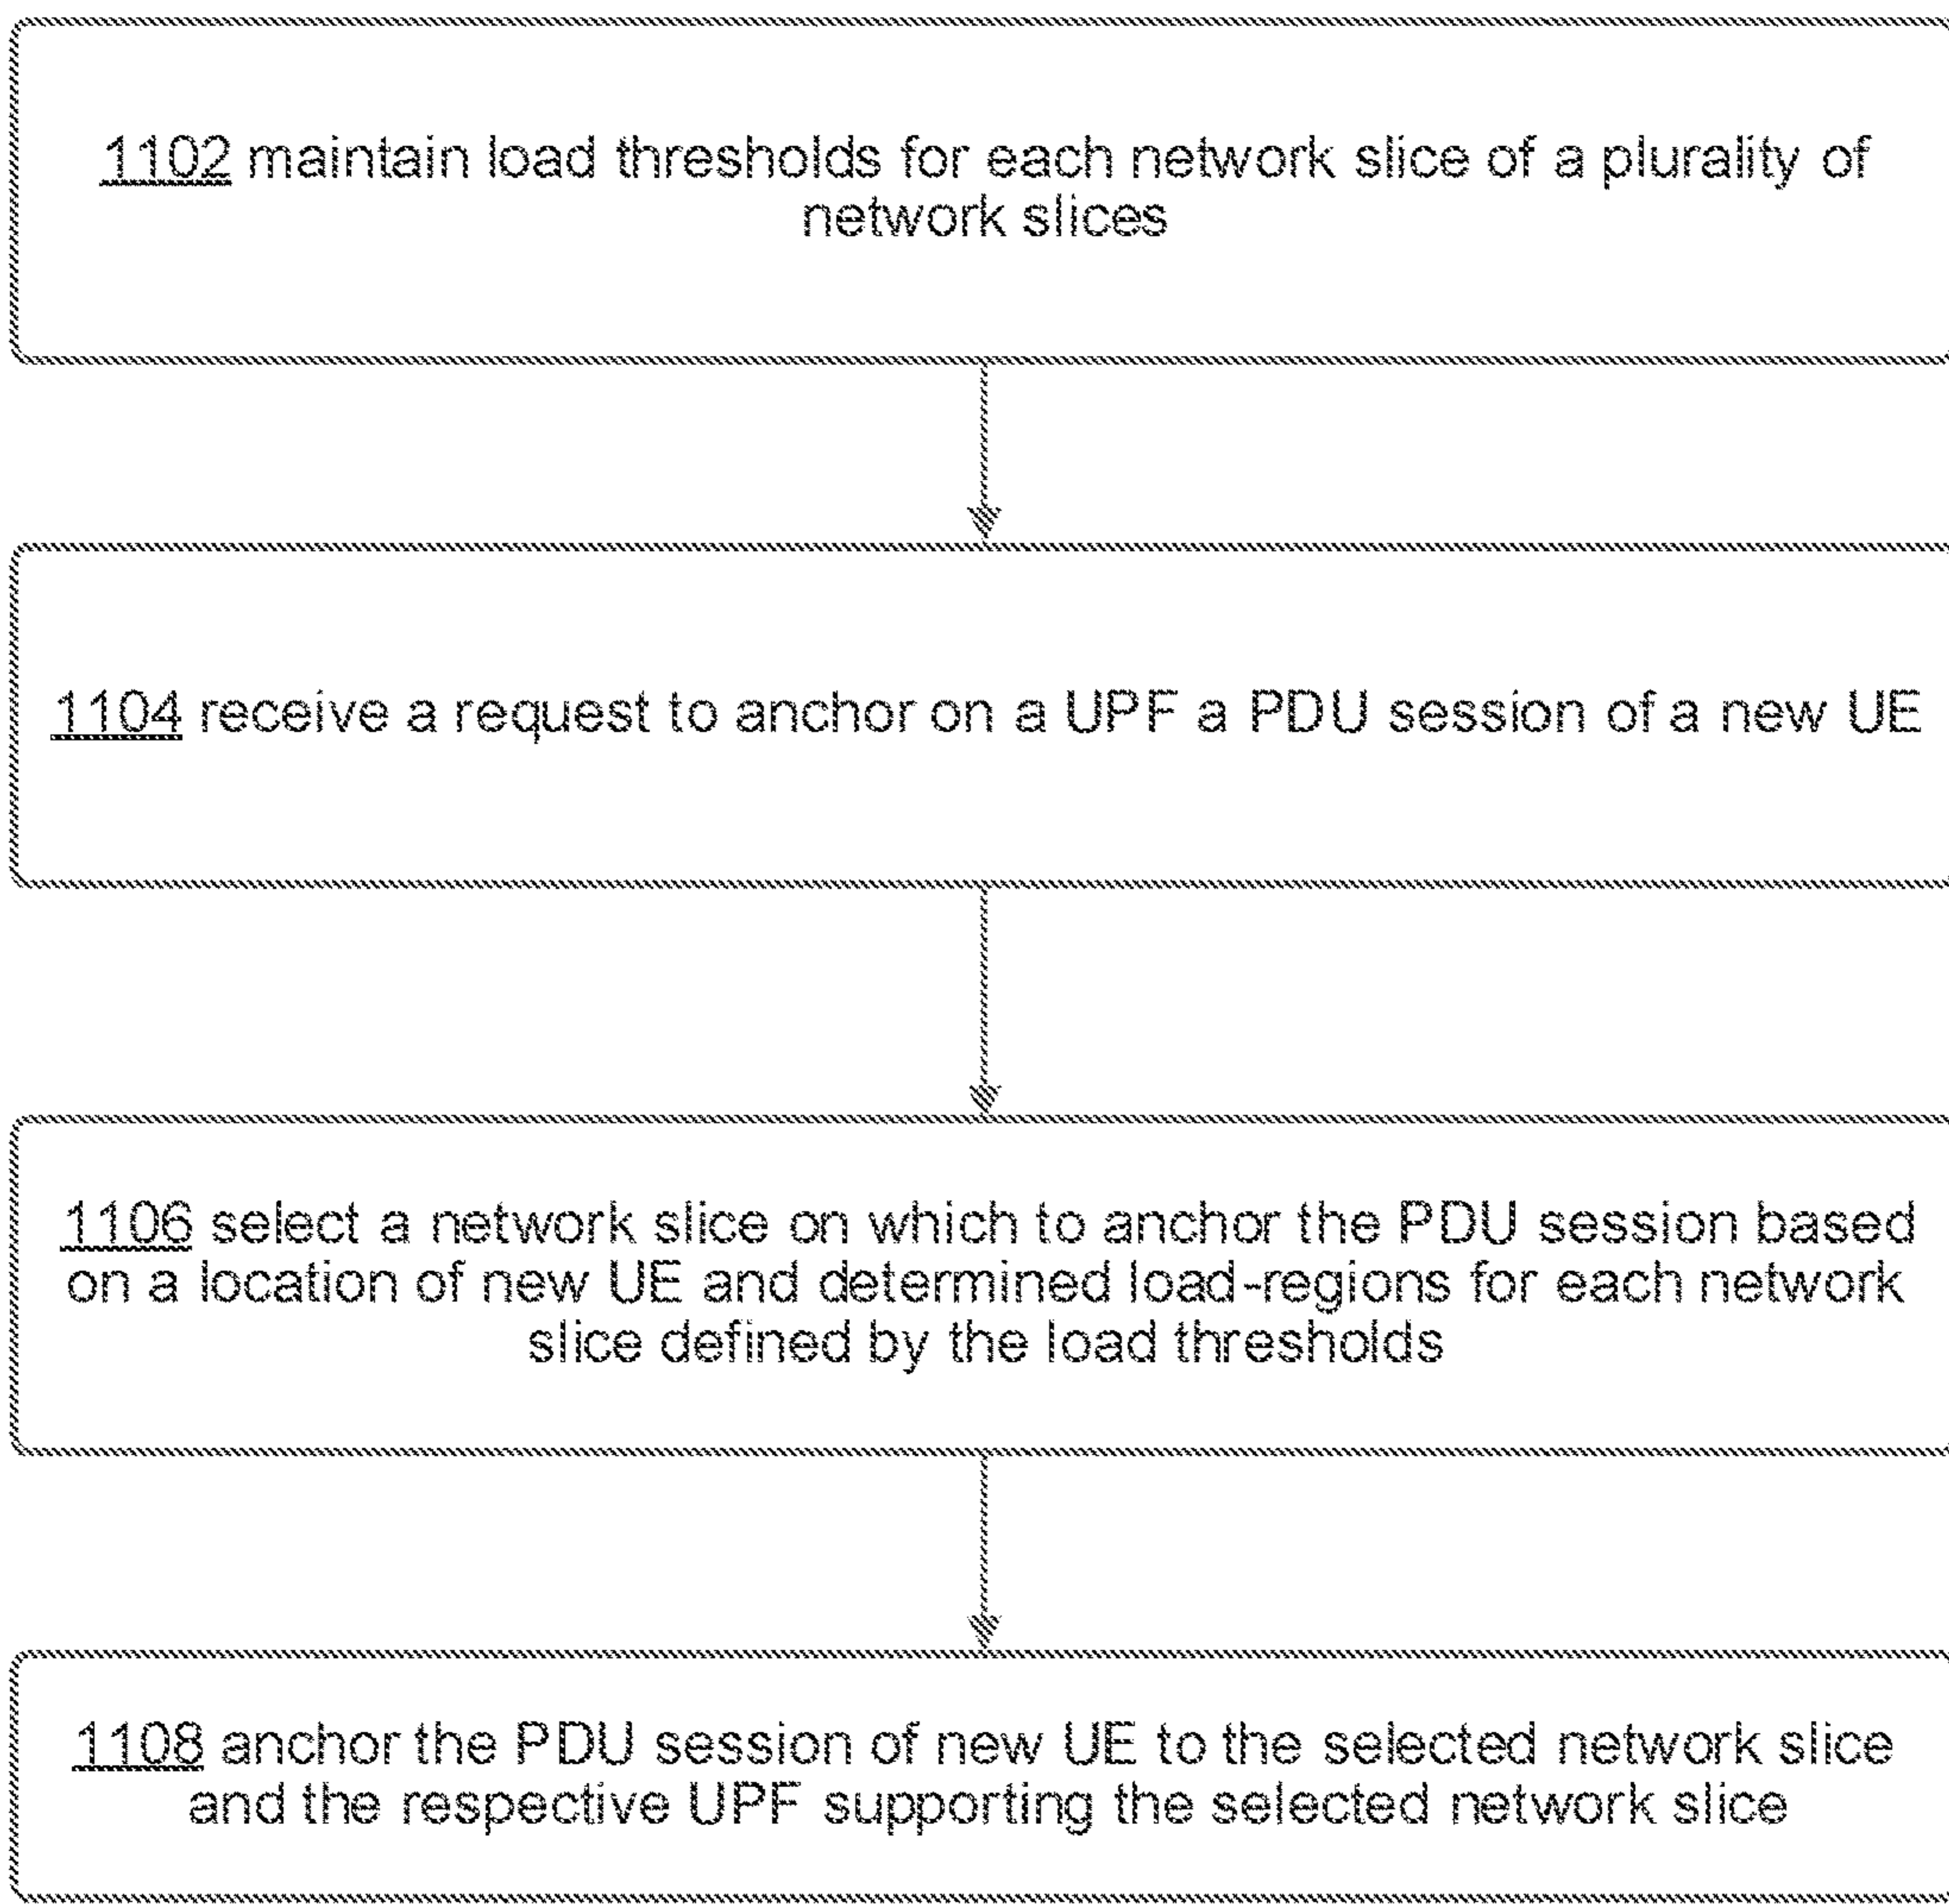 1102 maintain load thresholds for each network slice of a plurality of
network slices
1104 receive a request to anchor on a UPF a PDU session of a new UE
1106 select a network slice on which to anchor the PDU session based
on a location of new UE and determined load-regions for each network
slice defined by the load thresholds
1108 anchor the PDU session of new UE to the selected network slice
and the respective UPF supporting the selected network slice